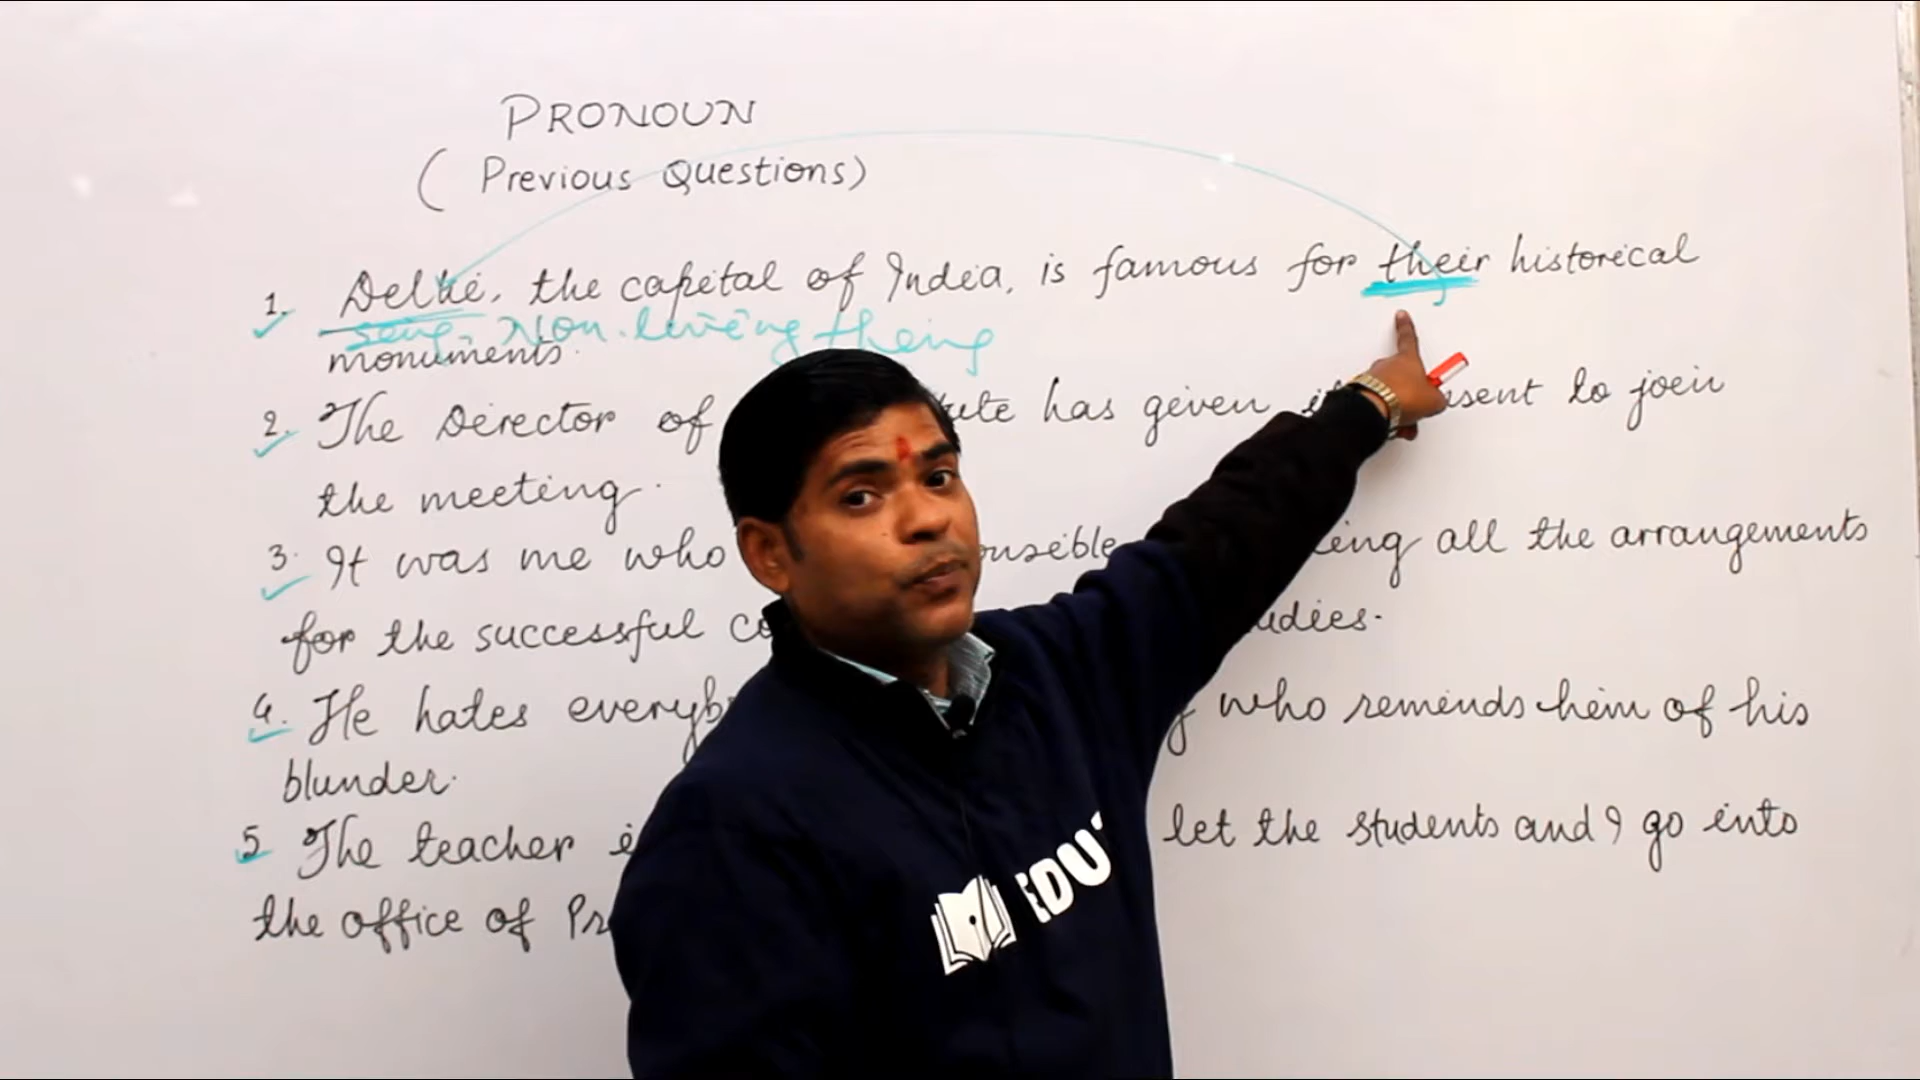 PRONOUN
( Previous Questions)
1. Delhi, the capital of India, is famous for their historical
sing. Non-living thing
monuments.
2. The Director of has given consent to join
the meeting.
3. It was me who all the arrangements
for the successful
4. He hates who reminds him of his
blunder.
5. The teacher let the students and I go into
the office of
EDU